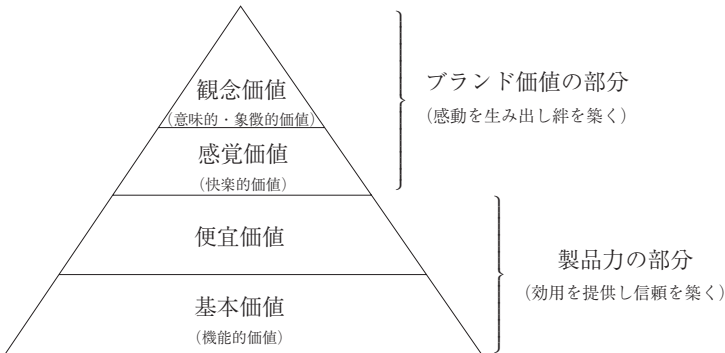 観念価値
（意味的・象徴的価値）
感覚価値
（快楽的価値）
便宜価値
基本価値
（機能的価値）
ブランド価値の部分
（感動を生み出し絆を築く）
製品力の部分
（効用を提供し信頼を築く）